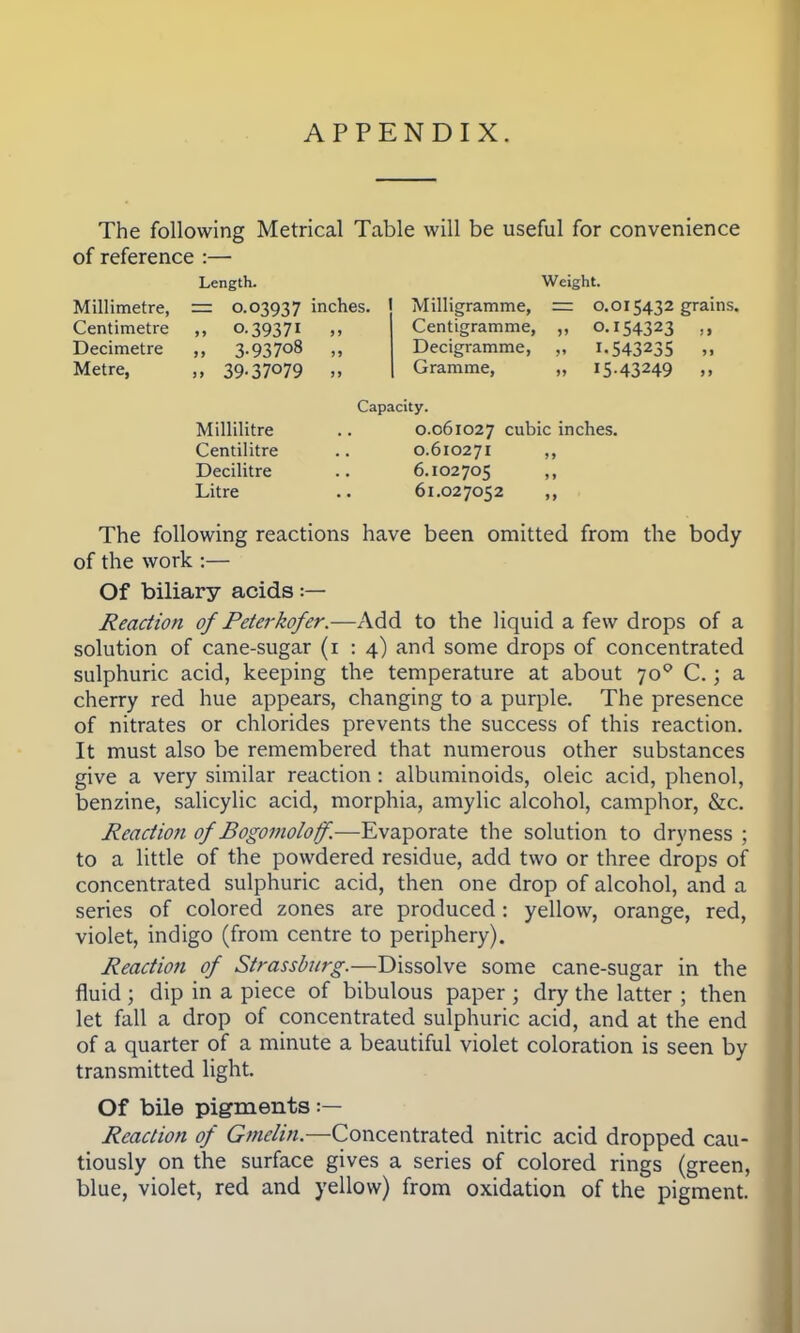 APPENDIX.
The following Metrical Table will be useful for convenience
of reference :—
Length. Weight.
Millimetre, = 0.03937 inches. Milligramme, = 0.015432 grains.
Centimetre ,, 0.39371 ,, Centigramme, ,, 0.154323 ,,
Decimetre ,, 3.93708 ,, Decigramme, ,, 1.543235 ,,
Metre, ,, 39.37079 ,, Gramme, ,, 15.43249 ,,
Capacity.
Millilitre .. 0.061027 cubic inches.
Centilitre .. 0.610271 ,,
Decilitre .. 6.102705 ,,
Litre .. 61.027052 ,,
The following reactions have been omitted from the body
of the work :—
Of biliary acids :—
Reaction of Peterkofer.—Add to the liquid a few drops of a
solution of cane-sugar (1 : 4) and some drops of concentrated
sulphuric acid, keeping the temperature at about 70° C. ; a
cherry red hue appears, changing to a purple. The presence
of nitrates or chlorides prevents the success of this reaction.
It must also be remembered that numerous other substances
give a very similar reaction : albuminoids, oleic acid, phenol,
benzine, salicylic acid, morphia, amylic alcohol, camphor, &c.
Reaction of Bogomoloff.—Evaporate the solution to dryness ;
to a little of the powdered residue, add two or three drops of
concentrated sulphuric acid, then one drop of alcohol, and a
series of colored zones are produced : yellow, orange, red,
violet, indigo (from centre to periphery).
Reaction of Strassburg.—Dissolve some cane-sugar in the
fluid ; dip in a piece of bibulous paper ; dry the latter ; then
let fall a drop of concentrated sulphuric acid, and at the end
of a quarter of a minute a beautiful violet coloration is seen by
transmitted light.
Of bile pigments :—
Reaction of Gmelin.—Concentrated nitric acid dropped cau-
tiously on the surface gives a series of colored rings (green,
blue, violet, red and yellow) from oxidation of the pigment.